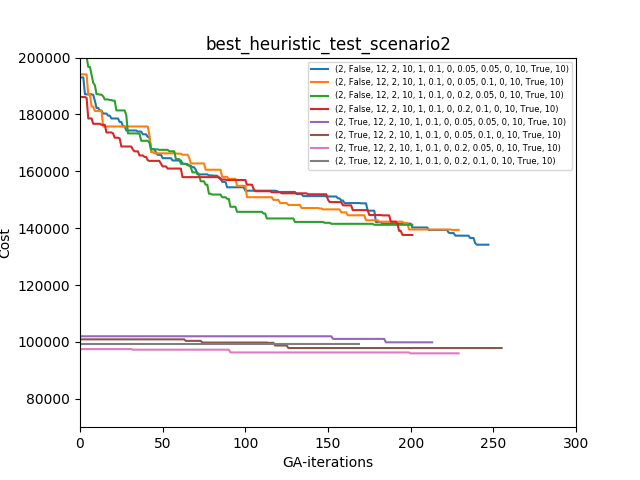 best_heuristic_test_scenario2
200000
180000
160000
140000
120000
100000
80000
Cost
(2, False, 12, 2, 10, 1, 0.1, 0, 0.05, 0.05, 0, 10, True, 10)
(2, False, 12, 2, 10, 1, 0.1, 0, 0.05, 0.1, 0, 10, True, 10)
(2, False, 12, 2, 10, 1, 0.1, 0, 0.2, 0.05, 0, 10, True, 10)
(2, False, 12, 2, 10, 1, 0.1, 0, 0.2, 0.1, 0, 10, True, 10)
(2, True, 12, 2, 10, 1, 0.1, 0, 0.05, 0.05, 0, 10, True, 10)
(2, True, 12, 2, 10, 1, 0.1, 0, 0.05, 0.1, 0, 10, True, 10)
(2, True, 12, 2, 10, 1, 0.1, 0, 0.2, 0.05, 0, 10, True, 10)
(2, True, 12, 2, 10, 1, 0.1, 0, 0.2, 0.1, 0, 10, True, 10)
0 50 100 150 200 250 300
GA-iterations